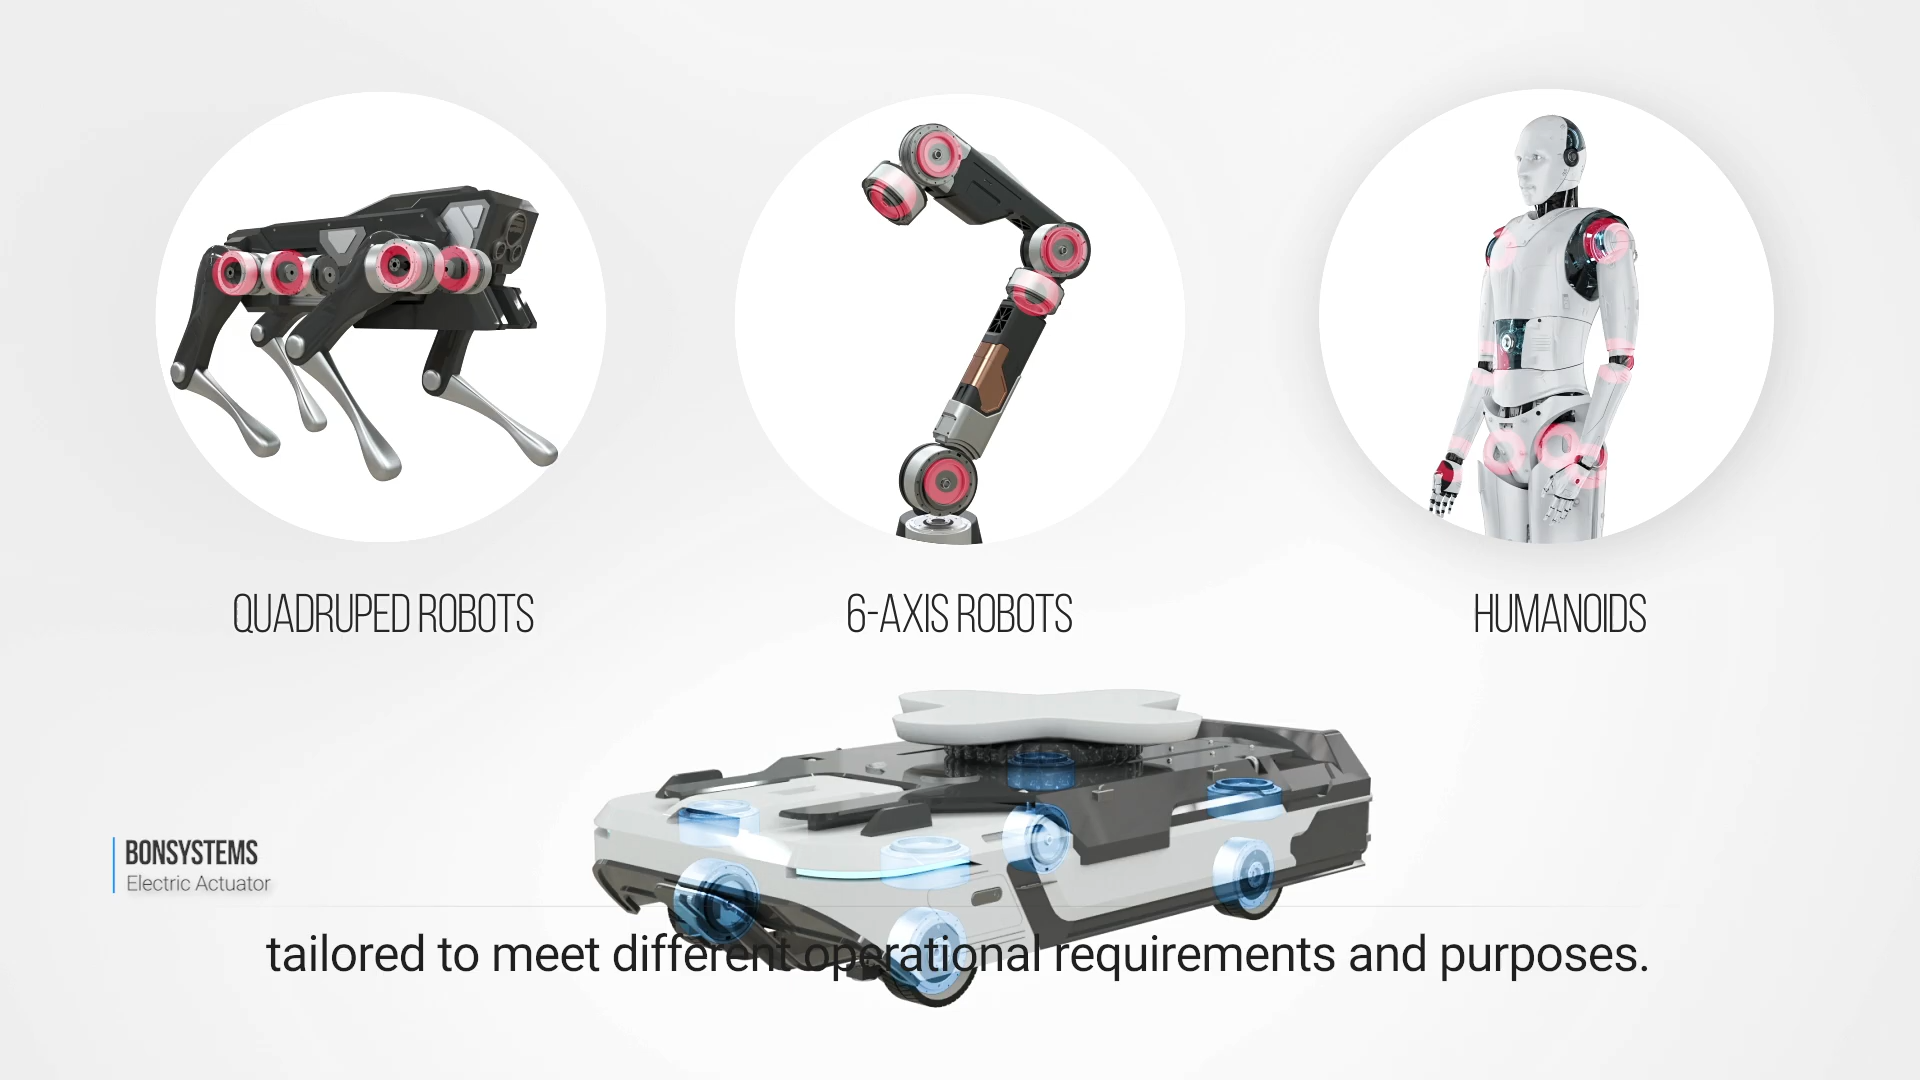 QUADRUPED ROBOTS
6-AXIS ROBOTS
HUMANOIDS
BONSYSTEMS
Electric Actuator
tailored to meet different operational requirements and purposes.